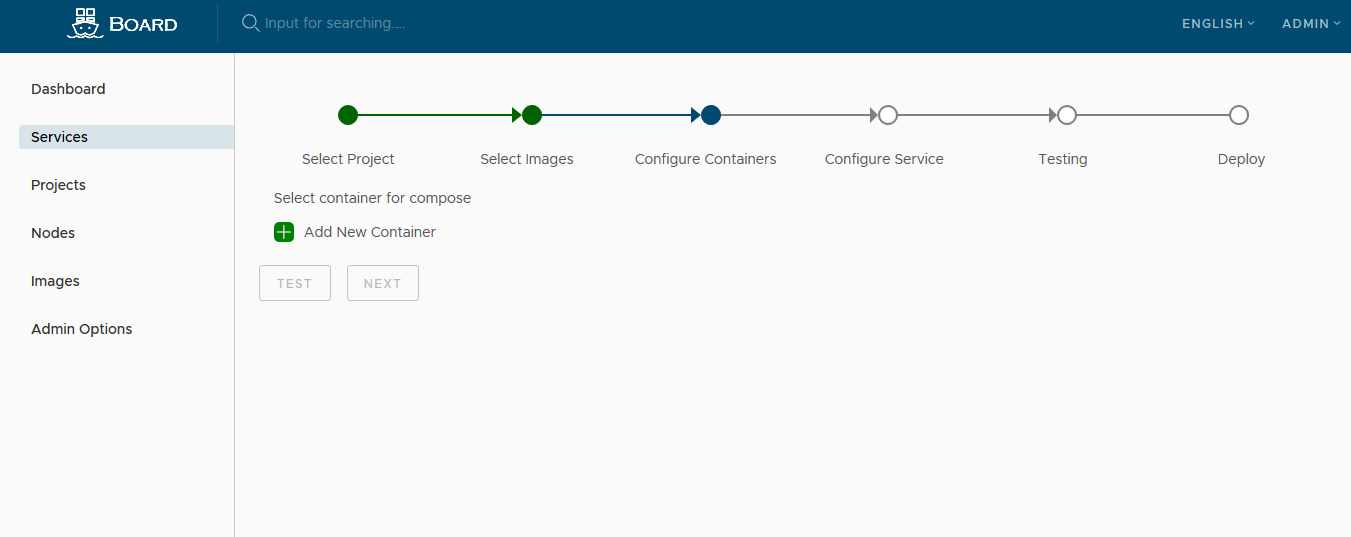 BOARD
Input for searching....
ENGLISH
ADMIN
Dashboard
Services
Projects
Nodes
Images
Admin Options
Select Project
Select Images
Configure Containers
Configure Service
Testing
Deploy
Select container for compose
Add New Container
TEST
NEXT